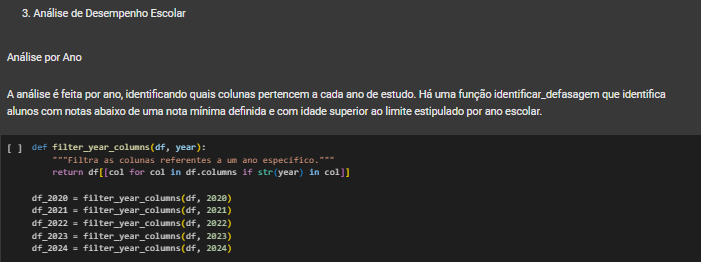 3. Análise de Desempenho Escolar
Análise por Ano
A análise é feita por ano, identificando quais colunas pertencem a cada ano de estudo. Há uma função identificar_defasagem que identifica
alunos com notas abaixo de uma nota mínima definida e com idade superior ao limite estipulado por ano escolar.
[ ] def filter_year_columns(df, year):
"""Filtra as colunas referentes a um ano específico."""
return df[[col for col in df.columns if str(year) in col]]
df_2020 = filter_year_columns(df, 2020)
df_2021 = filter_year_columns(df, 2021)
df_2022 = filter_year_columns(df, 2022)
df_2023 = filter_year_columns(df, 2023)
df_2024 = filter_year_columns(df, 2024)